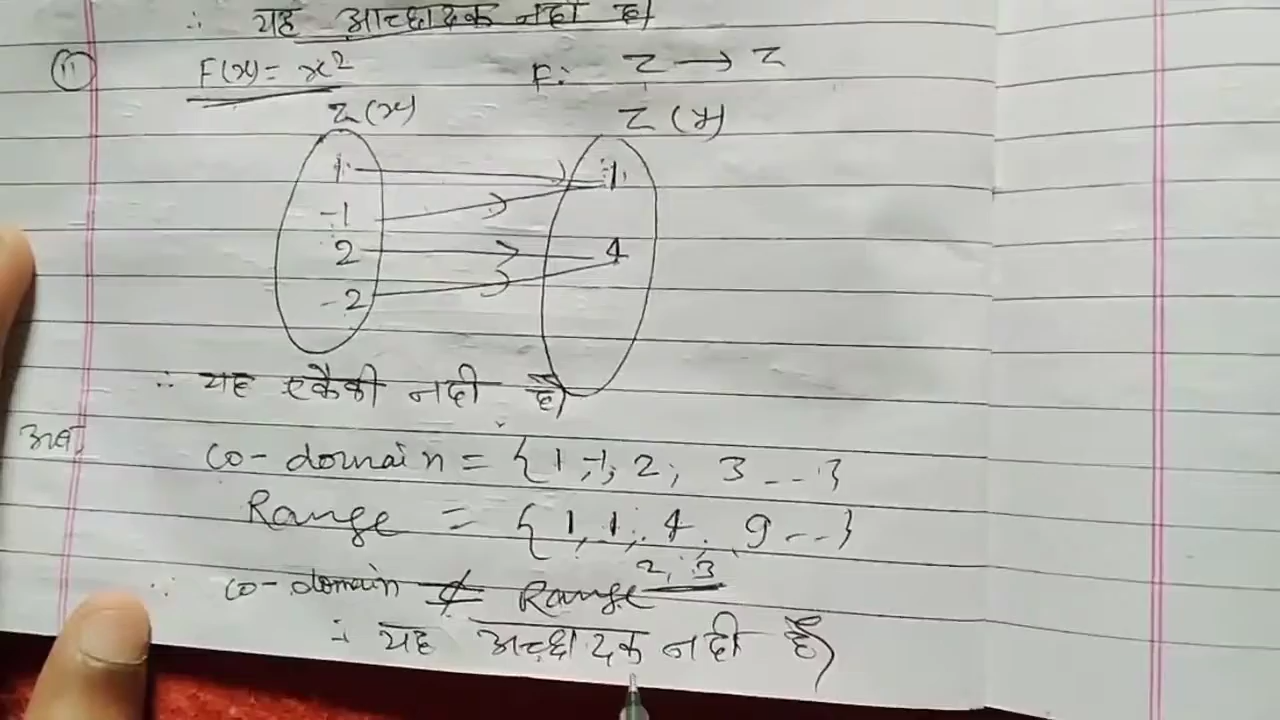 ∴ यह आच्छादक नही है
(ii) F(x) = x² F: Z → Z
Z(x) Z(y)
1 1
-1
2 4
-2
∴ यह एकैकी नही है
अब co-domain = {1, -1, 2, 3 ...}
Range = {1, 1, 4, 9 ...}
2, 3
∵ co-domain ≠ Range
∴ यह अच्छादक नही है